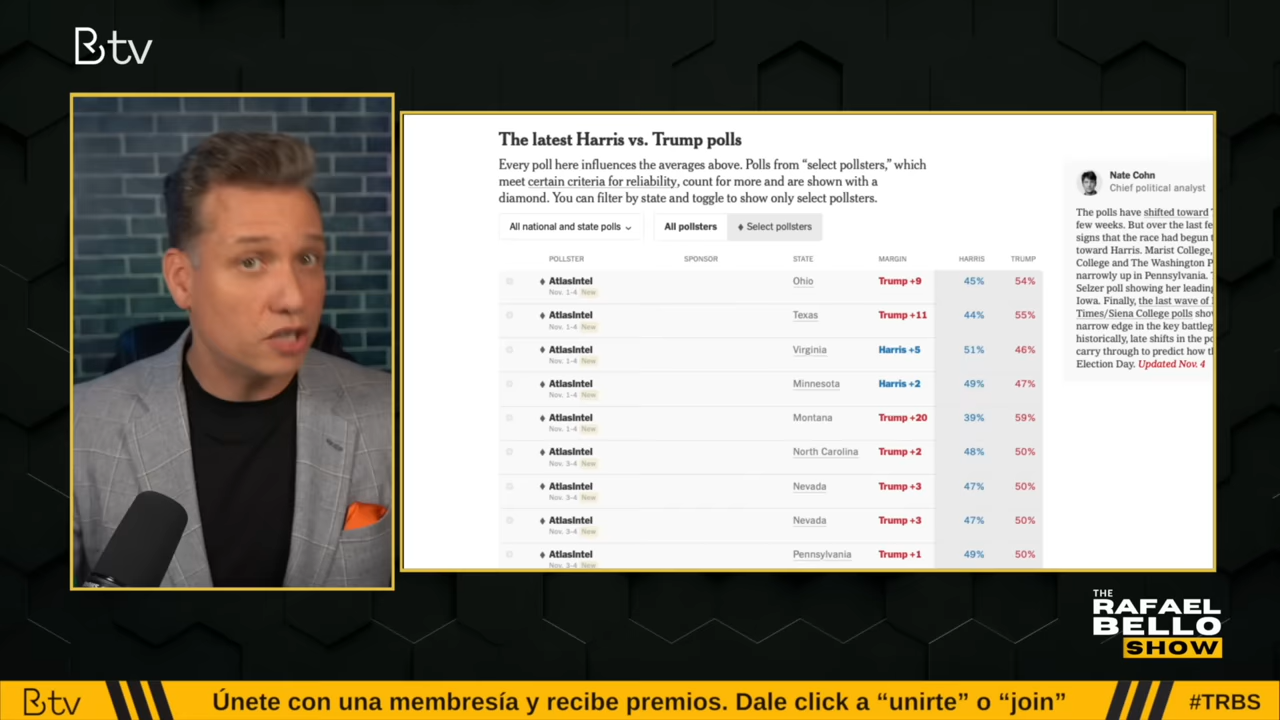 Btv
The latest Harris vs. Trump polls
Every poll here influences the averages above. Polls from “select pollsters,” which
meet certain criteria for reliability, count for more and are shown with a
diamond. You can filter by state and toggle to show only select pollsters.
All national and state polls
All pollsters
♦ Select pollsters
POLLSTER SPONSOR STATE MARGIN HARRIS TRUMP
♦ AtlasIntel Ohio Trump +9 45% 54%
Nov. 1-4 New
♦ AtlasIntel Texas Trump +11 44% 55%
Nov. 1-4 New
♦ AtlasIntel Virginia Harris +5 51% 46%
Nov. 1-4 New
♦ AtlasIntel Minnesota Harris +2 49% 47%
Nov. 1-4 New
♦ AtlasIntel Montana Trump +20 39% 59%
Nov. 1-4 New
♦ AtlasIntel North Carolina Trump +2 48% 50%
Nov. 3-4 New
♦ AtlasIntel Nevada Trump +3 47% 50%
Nov. 3-4 New
♦ AtlasIntel Nevada Trump +3 47% 50%
Nov. 3-4 New
♦ AtlasIntel Pennsylvania Trump +1 49% 50%
Nov. 3-4 New
Nate Cohn
Chief political analyst
The polls have shifted toward
few weeks. But over the last
signs that the race had begun
toward Harris. Marist College,
College and The Washington
narrowly up in Pennsylvania.
Selzer poll showing her leading
Iowa. Finally, the last wave of
Times/Siena College polls
narrow edge in the key
historically, late shifts in the
carry through to predict how
Election Day. Updated Nov. 4
THE
RAFAEL
BELLO
SHOW
Btv
Únete con una membresía y recibe premios. Dale click a “unirte” o “join”
#TRBS